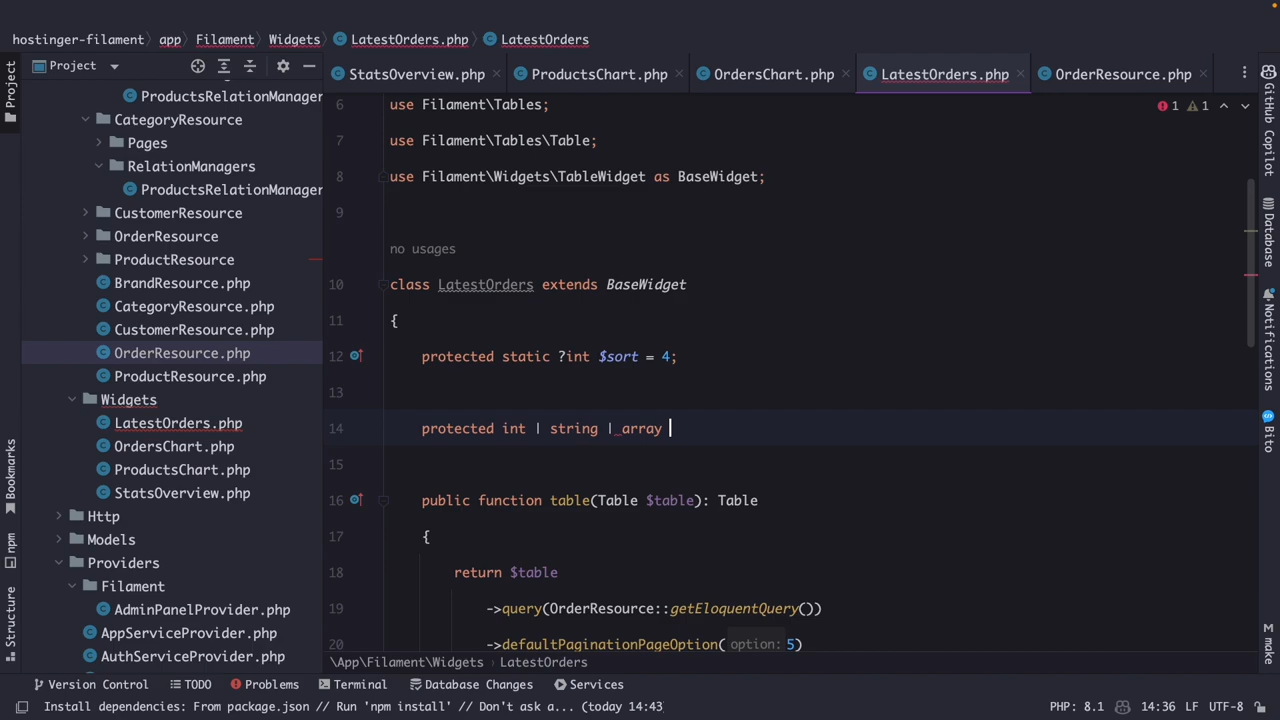 hostinger-filament
app
Filament
Widgets
LatestOrders.php
LatestOrders
Project
StatsOverview.php
ProductsChart.php
OrdersChart.php
LatestOrders.php
OrderResource.php
ProductsRelationManager
CategoryResource
Pages
RelationManagers
ProductsRelationManager
CustomerResource
OrderResource
ProductResource
BrandResource.php
CategoryResource.php
CustomerResource.php
OrderResource.php
ProductResource.php
Widgets
LatestOrders.php
OrdersChart.php
ProductsChart.php
StatsOverview.php
Http
Models
Providers
Filament
AdminPanelProvider.php
AppServiceProvider.php
AuthServiceProvider.php
6 use Filament\Tables;
7 use Filament\Tables\Table;
8 use Filament\Widgets\TableWidget as BaseWidget;
9
no usages
10 class LatestOrders extends BaseWidget
11 {
12 protected static ?int $sort = 4;
13
14 protected int | string | array
15
16 public function table(Table $table): Table
17 {
18 return $table
19 ->query(OrderResource::getEloquentQuery())
20 ->defaultPaginationPageOption( option: 5)
1 1
\App\Filament\Widgets › LatestOrders
Project
Bookmarks
npm
Structure
GitHub Copilot
Database
Notifications
Bito
make
Version Control
TODO
Problems
Terminal
Database Changes
Services
Install dependencies: From package.json // Run 'npm install' // Don't ask a... (today 14:43)
PHP: 8.1
14:36 LF UTF-8